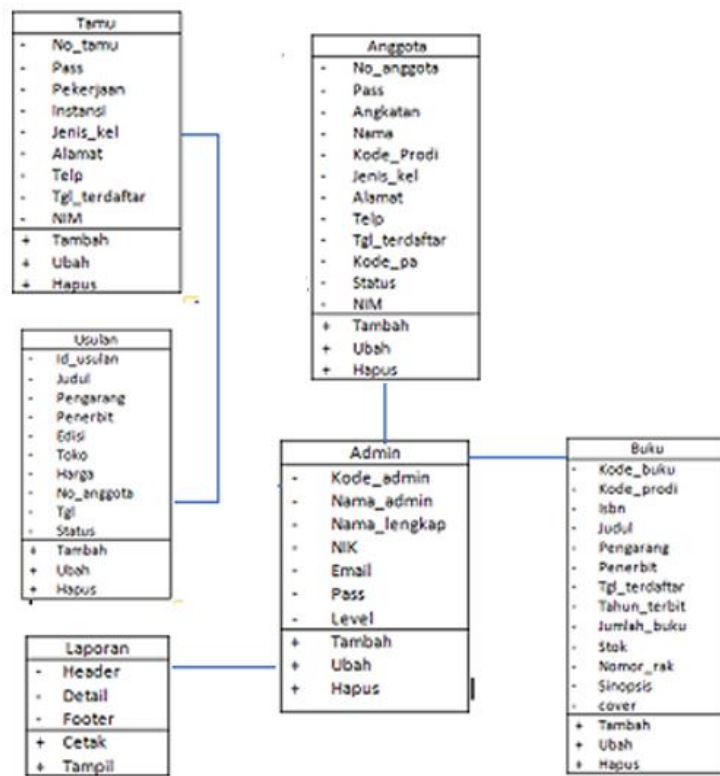 Tamu
- No_tamu
- Pass
- Pekerjaan
- Instansi
- Jenis_kel
- Alamat
- Telp
- Tgl_terdaftar
- NIM
+ Tambah
+ Ubah
+ Hapus
Anggota
- No_anggota
- Pass
- Angkatan
- Nama
- Kode_Prodi
- Jenis_kel
- Alamat
- Telp
- Tgl_terdaftar
- Kode_pa
- Status
- NIM
+ Tambah
+ Ubah
+ Hapus
Usulan
- Id_usulan
- Judul
- Pengarang
- Penerbit
- Edisi
- Toko
- Harga
- No_anggota
- Tgl
- Status
+ Tambah
+ Ubah
+ Hapus
Admin
- Kode_admin
- Nama_admin
- Nama_lengkap
- NIK
- Email
- Pass
- Level
+ Tambah
+ Ubah
+ Hapus
Buku
- Kode_buku
- Kode_prodi
- Isbn
- Judul
- Pengarang
- Penerbit
- Tgl_terdaftar
- Tahun_terbit
- Jumlah_buku
- Stok
- Nomor_rak
- Sinopsis
- cover
+ Tambah
+ Ubah
+ Hapus
Laporan
- Header
- Detail
- Footer
+ Cetak
+ Tampil